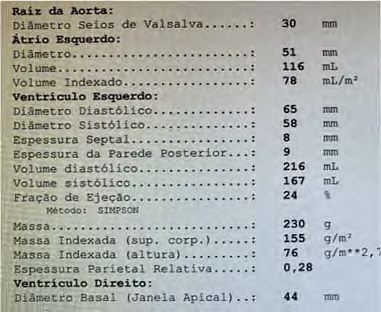 Raiz da Aorta:
Diâmetro Seios de Valsalva......: 30 mm
Átrio Esquerdo:
Diâmetro........................: 51 mm
Volume..........................: 116 mL
Volume Indexado.................: 78 mL/m²
Ventrículo Esquerdo:
Diâmetro Diastólico.............: 65 mm
Diâmetro Sistólico..............: 58 mm
Espessura Septal................: 8 mm
Espessura da Parede Posterior...: 9 mm
Volume diastólico...............: 216 mL
Volume sistólico................: 167 mL
Fração de Ejeção................: 24 %
Método: SIMPSON
Massa...........................: 230 g
Massa Indexada (sup. corp.).....: 155 g/m²
Massa Indexada (altura).........: 76 g/m**2,7
Espessura Parietal Relativa.....: 0,28
Ventrículo Direito:
Diâmetro Basal (Janela Apical)..: 44 mm